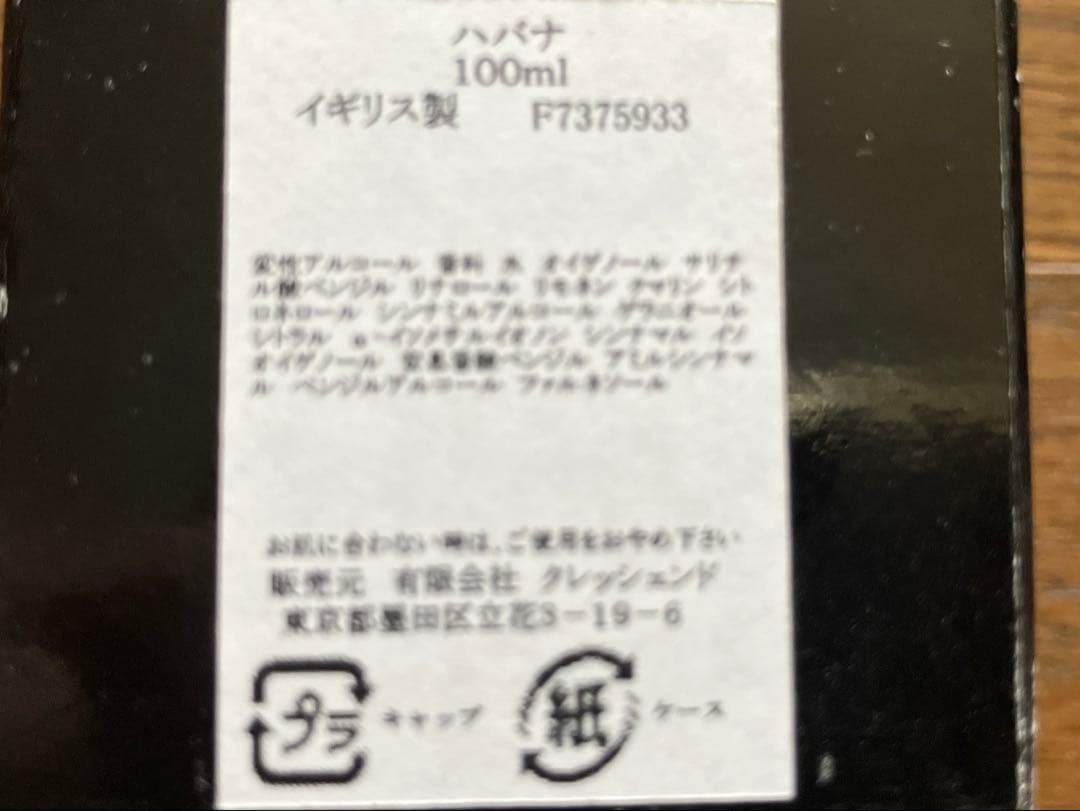 ハバナ
100ml
イギリス製 F7375933
変性アルコール 香料 水 オイゲノール サリチ
ル酸ベンジル リナロール リモネン クマリン シト
ロネロール シンナミルアルコール ゲラニオール
シトラル α-イソメチルイオノン シンナマル イソ
オイゲノール 安息香酸ベンジル アミルシンナマ
ル ベンジルアルコール ファルネソール
お肌に合わない時は、ご使用をおやめ下さい
販売元 有限会社 クレッシェンド
東京都墨田区立花3-19-6
プラ キャップ 紙 ケース